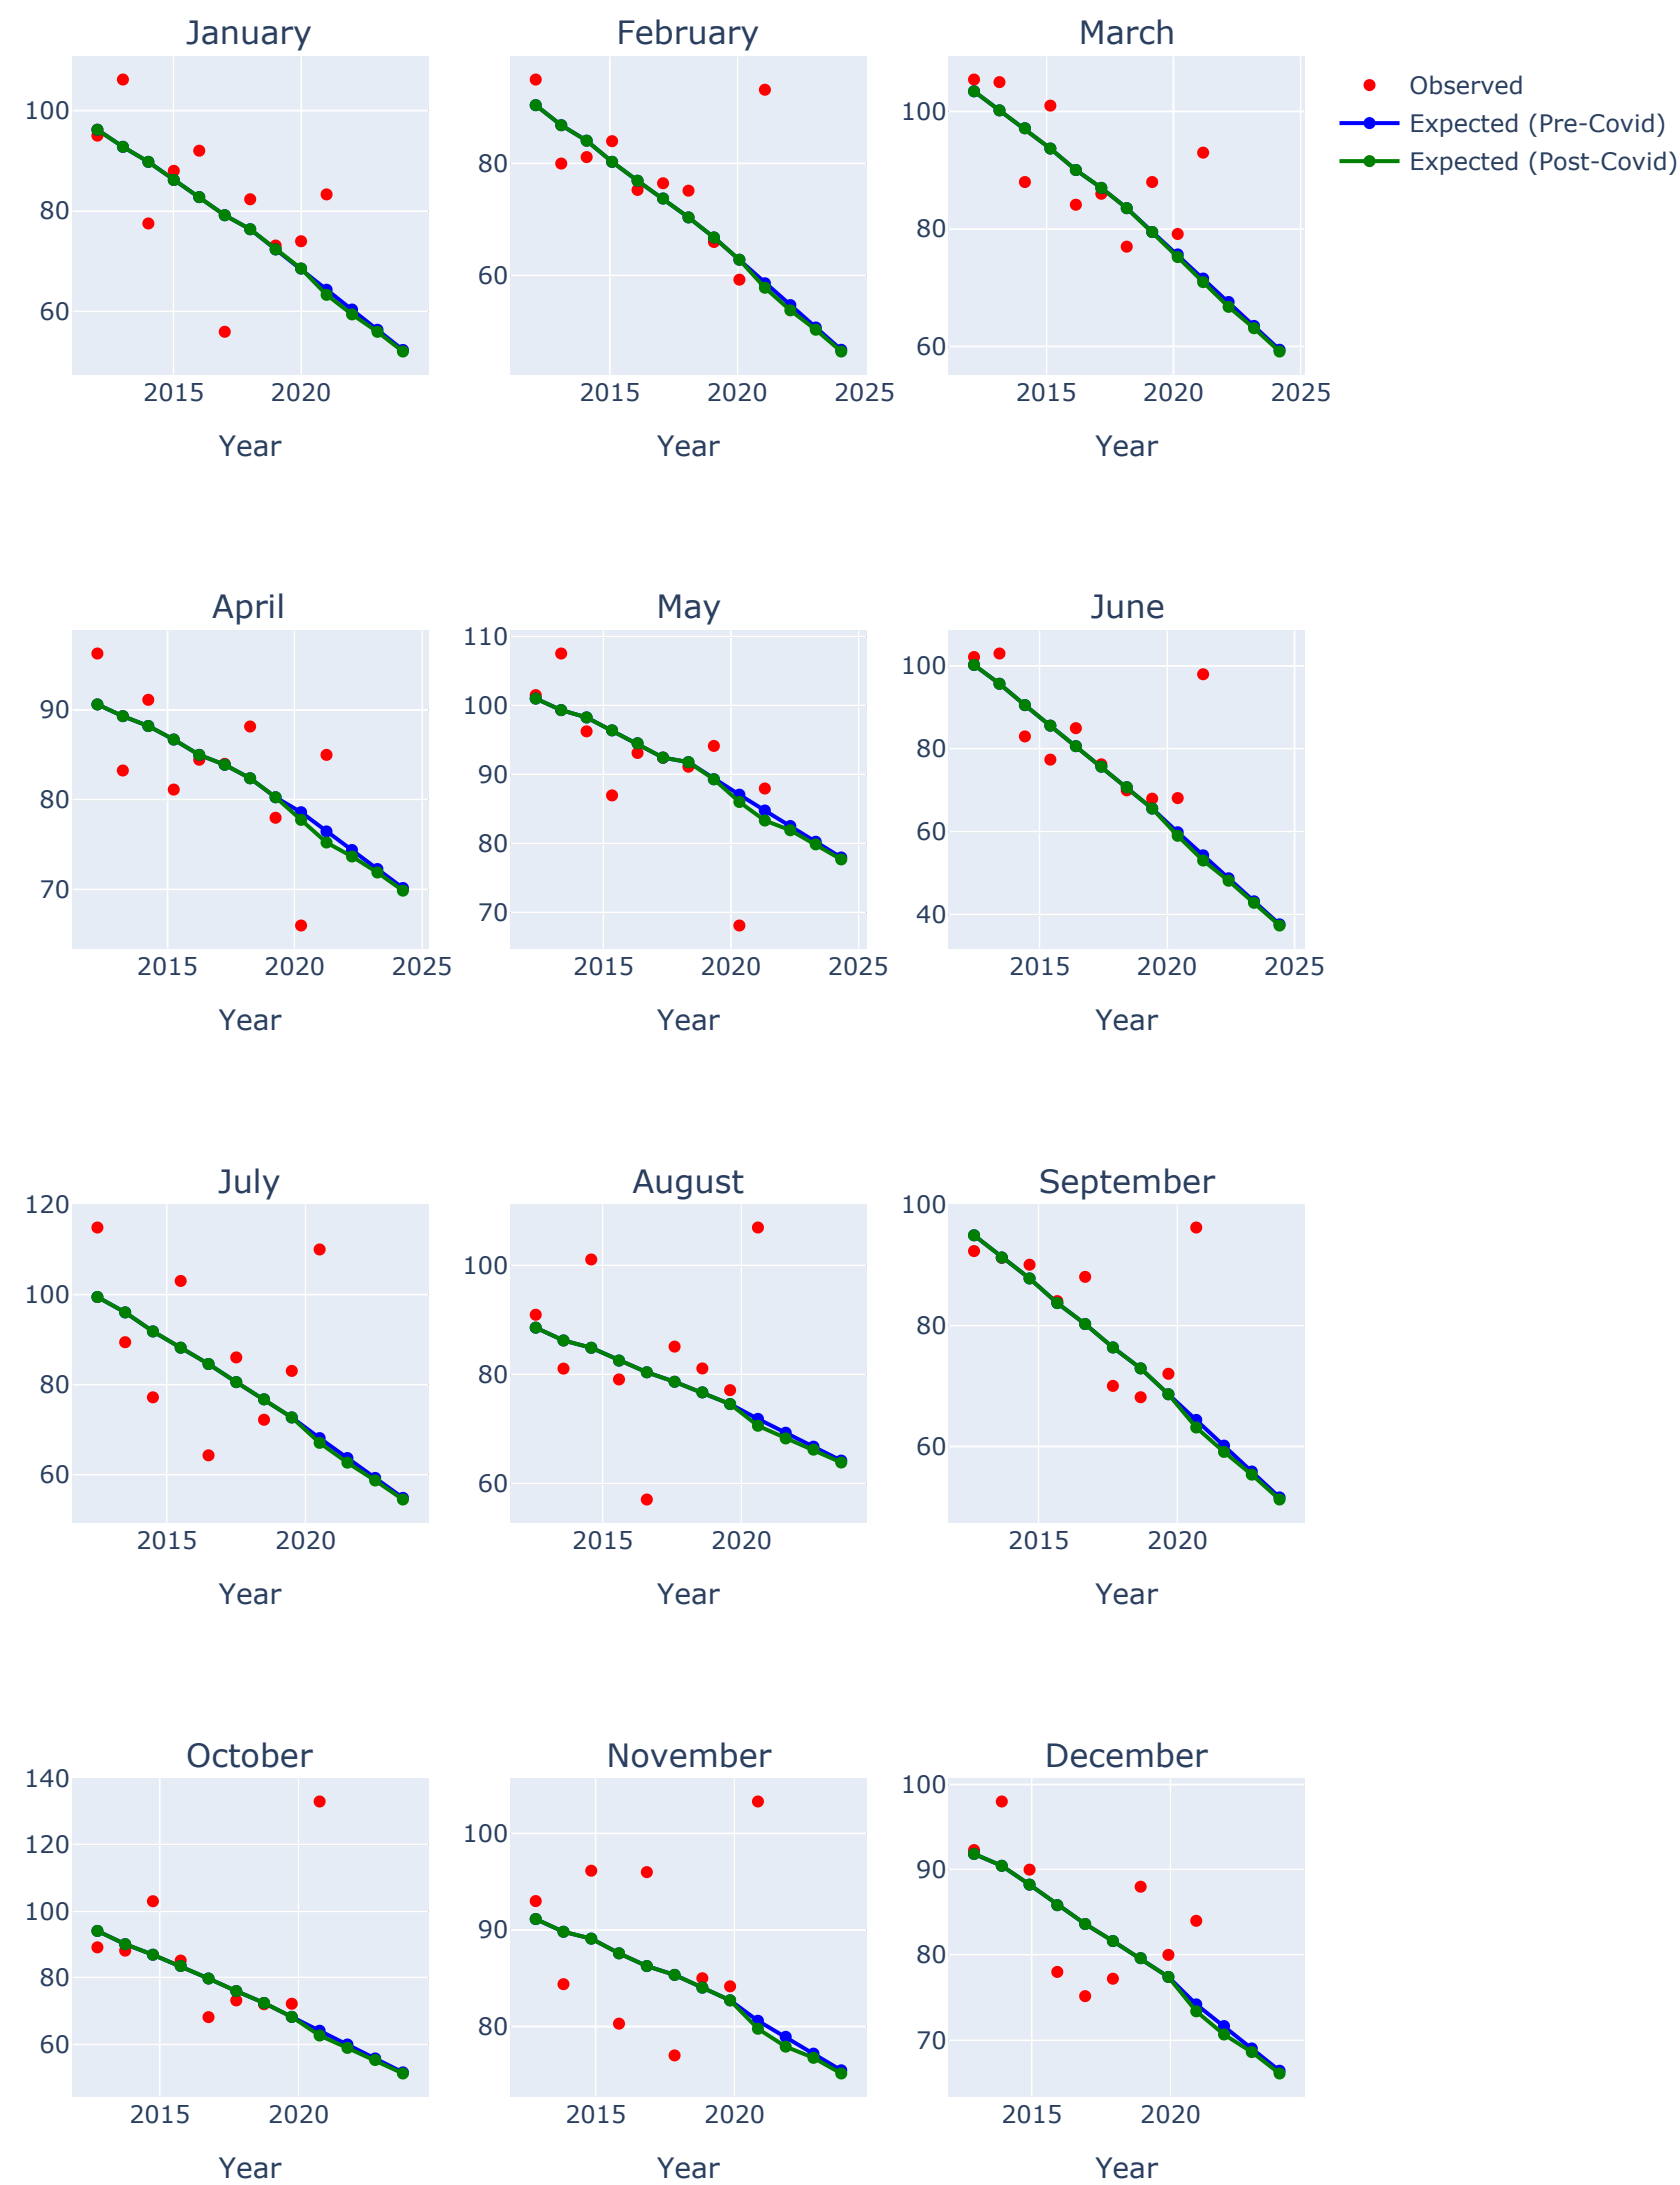 January
February
March
Observed
Expected (Pre-Covid)
Expected (Post-Covid)
100
80
60
2015
2020
Year
80
60
2015
2020
2025
Year
100
80
60
2015
2020
2025
Year
April
May
June
90
80
70
2015
2020
2025
Year
110
100
90
80
70
2015
2020
2025
Year
100
80
60
40
2015
2020
2025
Year
July
August
September
120
100
80
60
2015
2020
Year
100
80
60
2015
2020
Year
100
80
60
2015
2020
Year
October
November
December
140
120
100
80
60
2015
2020
Year
100
90
80
2015
2020
Year
100
90
80
70
2015
2020
Year